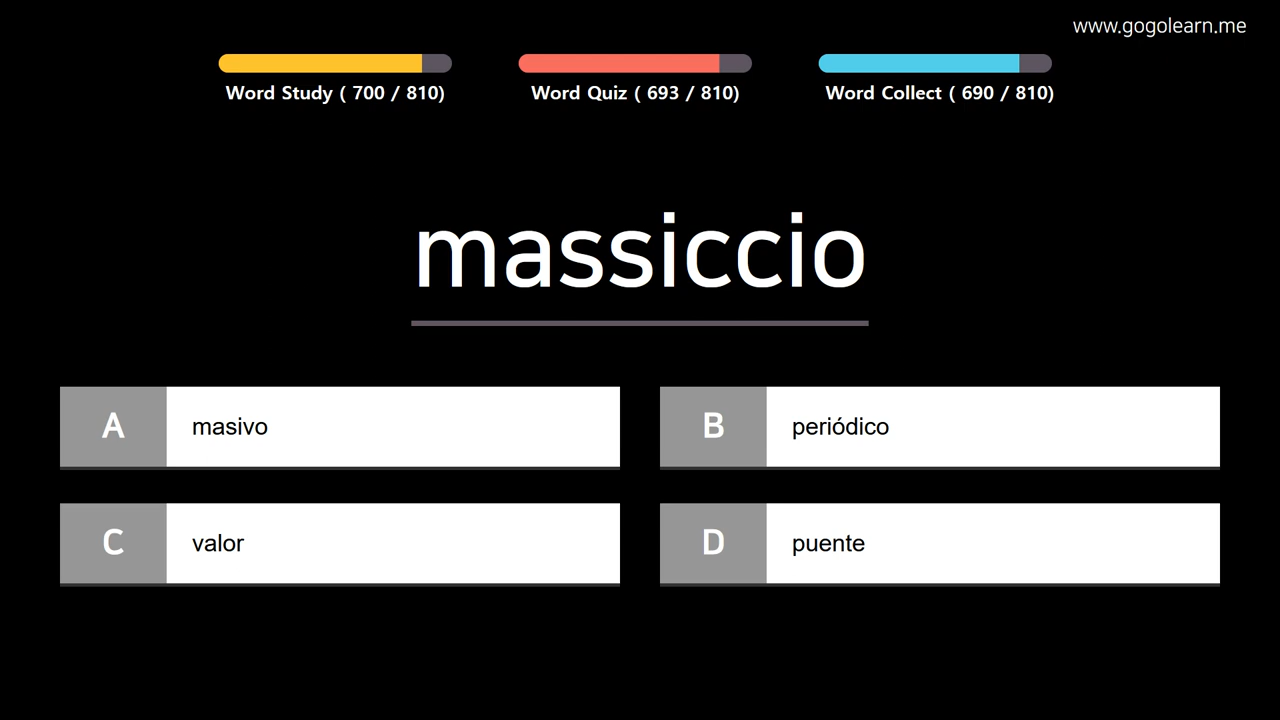 www.gogolearn.me
Word Study ( 700 / 810)
Word Quiz ( 693 / 810)
Word Collect ( 690 / 810)
massiccio
A masivo
B periódico
C valor
D puente